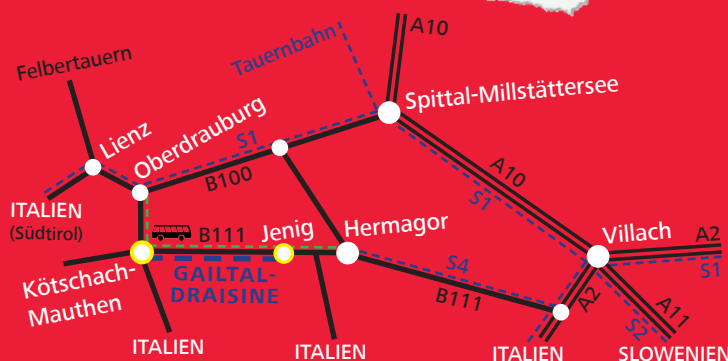 A10
Felbertauern
Tauernbahn
Spittal-Millstättersee
Lienz
Oberdrauburg
S1
B100
A10
S1
ITALIEN
(Südtirol)
B111
Jenig
Hermagor
Villach
A2
S1
Kötschach-
Mauthen
GAILTAL-
DRAISINE
S4
B111
A2
A11
S2
ITALIEN
ITALIEN
ITALIEN
SLOWENIEN